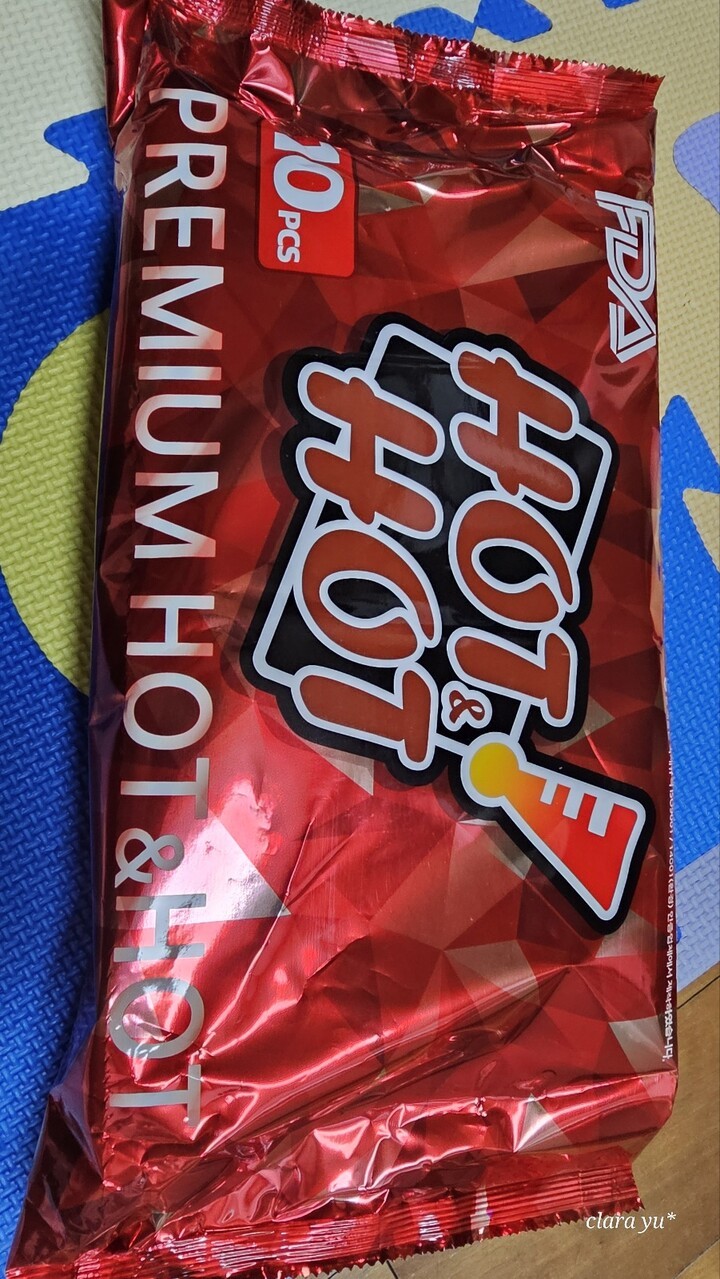 FDA
HOT
& HOT
10 PCS
PREMIUM HOT & HOT
clara yu*